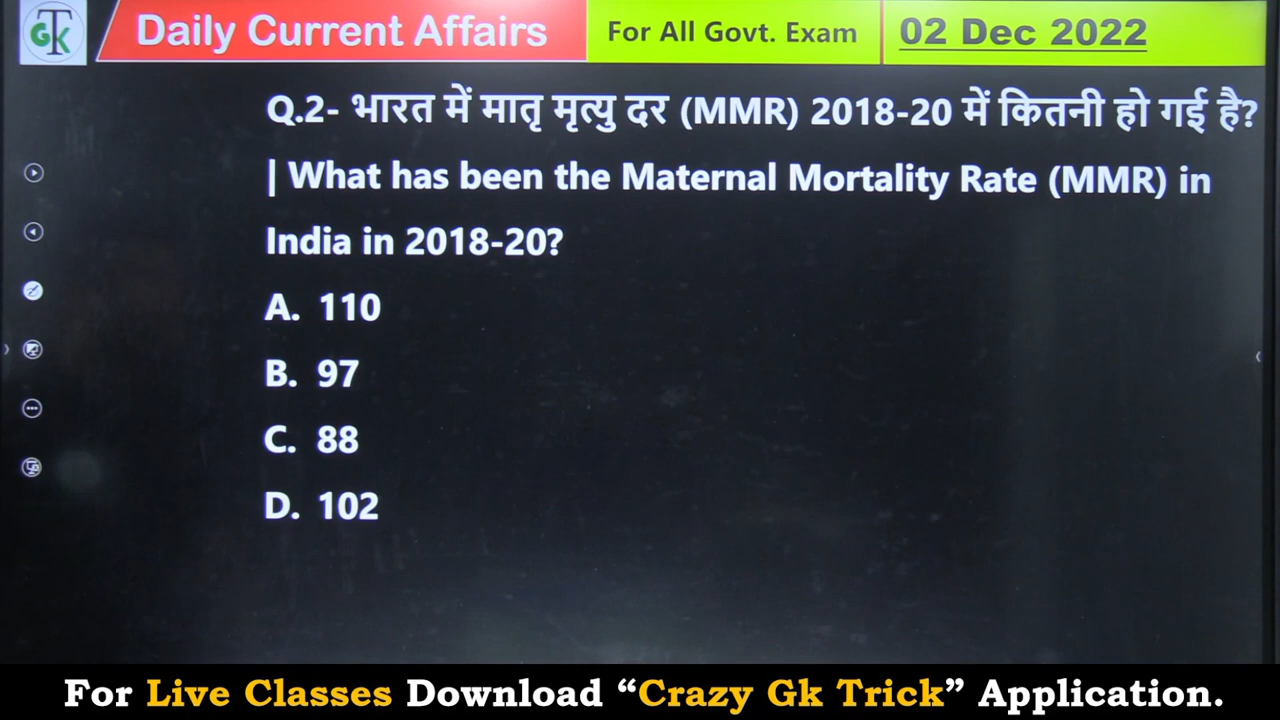 GTK
Daily Current Affairs
For All Govt. Exam
02 Dec 2022
Q.2- भारत में मातृ मृत्यु दर (MMR) 2018-20 में कितनी हो गई है?
| What has been the Maternal Mortality Rate (MMR) in
India in 2018-20?
A. 110
B. 97
C. 88
D. 102
For Live Classes Download “Crazy Gk Trick” Application.